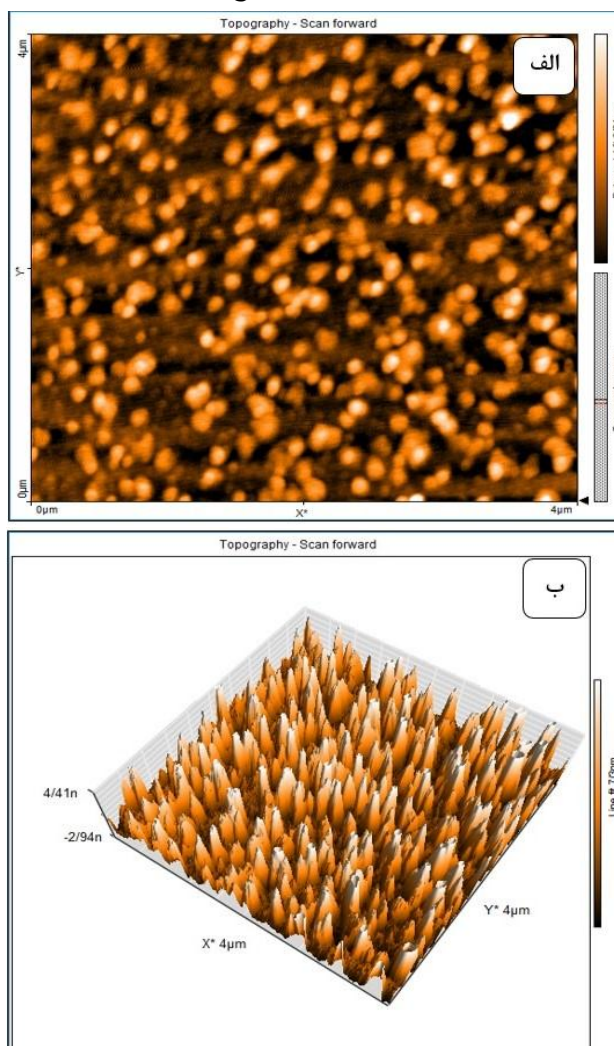 Topography - Scan forward
الف
4µm
Y*
0µm
0µm
X*
4µm
Topography - Scan forward
ب
4/41n
-2/94n
X* 4µm
Y* 4µm